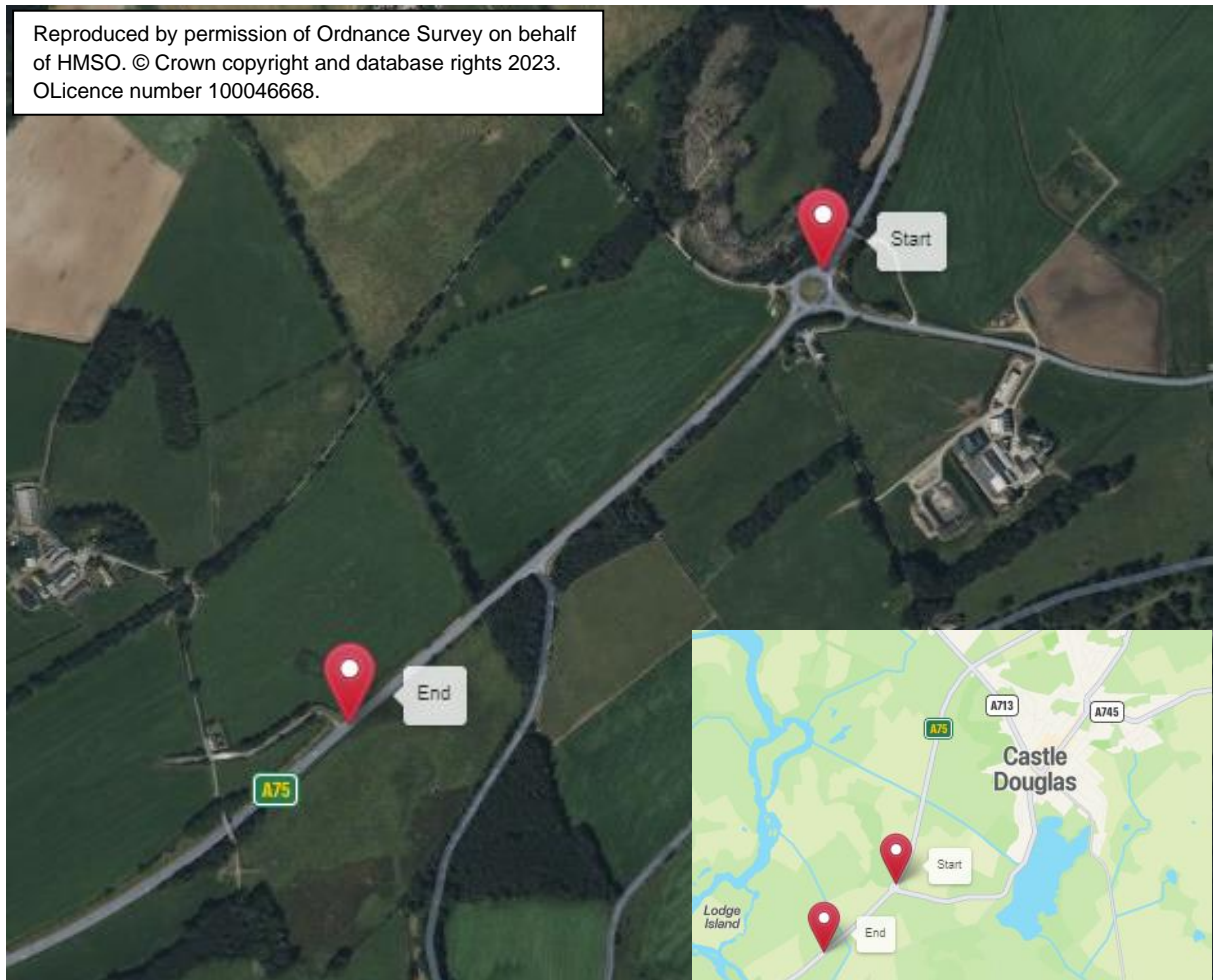 Reproduced by permission of Ordnance Survey on behalf
of HMSO. © Crown copyright and database rights 2023.
OLicence number 100046668.
Start
End
A75
A713
A745
A75
Castle
Douglas
Start
Lodge
Island
End